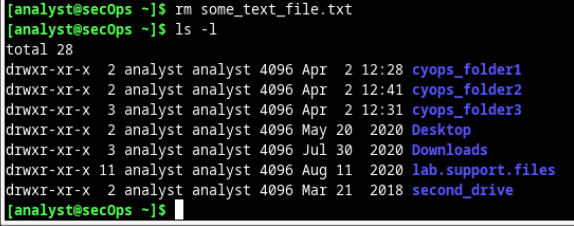 [analyst@secOps ~]$ rm some_text_file.txt
[analyst@secOps ~]$ ls -l
total 28
drwxr-xr-x  2 analyst analyst 4096 Apr  2 12:28 cyops_folder1
drwxr-xr-x  2 analyst analyst 4096 Apr  2 12:41 cyops_folder2
drwxr-xr-x  3 analyst analyst 4096 Apr  2 12:31 cyops_folder3
drwxr-xr-x  2 analyst analyst 4096 May 20  2020 Desktop
drwxr-xr-x  3 analyst analyst 4096 Jul 30  2020 Downloads
drwxr-xr-x 11 analyst analyst 4096 Aug 11  2020 lab.support.files
drwxr-xr-x  2 analyst analyst 4096 Mar 21  2018 second_drive
[analyst@secOps ~]$